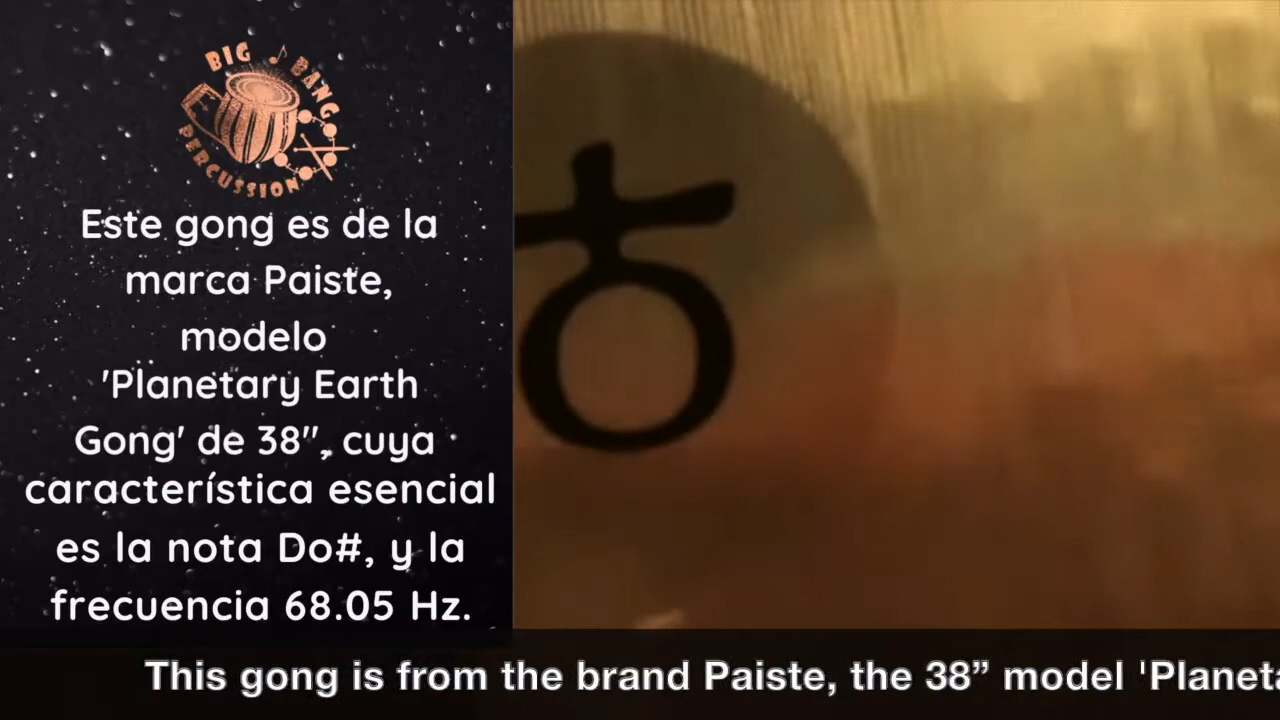 BIG BANG
PERCUSSION
Este gong es de la
marca Paiste,
modelo
'Planetary Earth
Gong' de 38", cuya
característica esencial
es la nota Do#, y la
frecuencia 68.05 Hz.
This gong is from the brand Paiste, the 38” model 'Planeta